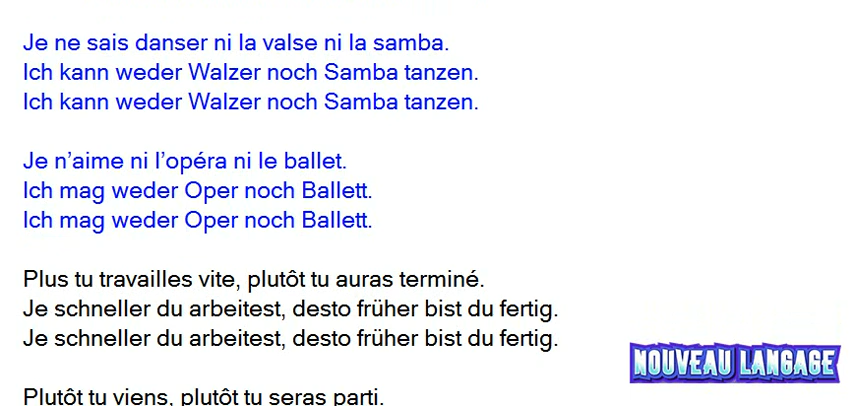 Je ne sais danser ni la valse ni la samba.
Ich kann weder Walzer noch Samba tanzen.
Ich kann weder Walzer noch Samba tanzen.
Je n’aime ni l’opéra ni le ballet.
Ich mag weder Oper noch Ballett.
Ich mag weder Oper noch Ballett.
Plus tu travailles vite, plutôt tu auras terminé.
Je schneller du arbeitest, desto früher bist du fertig.
Je schneller du arbeitest, desto früher bist du fertig.
NOUVEAU LANGAGE
Plutôt tu viens, plutôt tu seras parti.